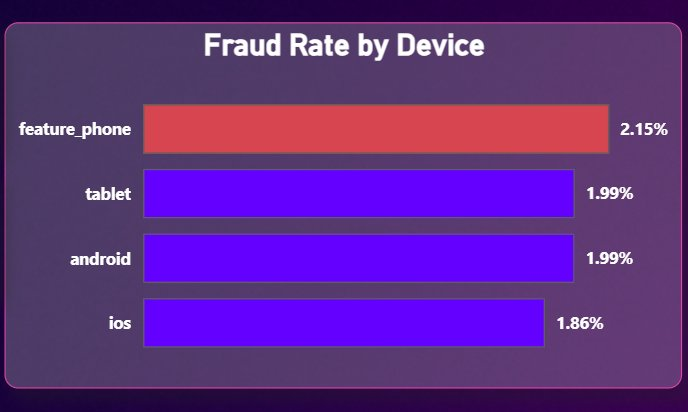 Fraud Rate by Device
feature_phone 2.15%
tablet 1.99%
android 1.99%
ios 1.86%